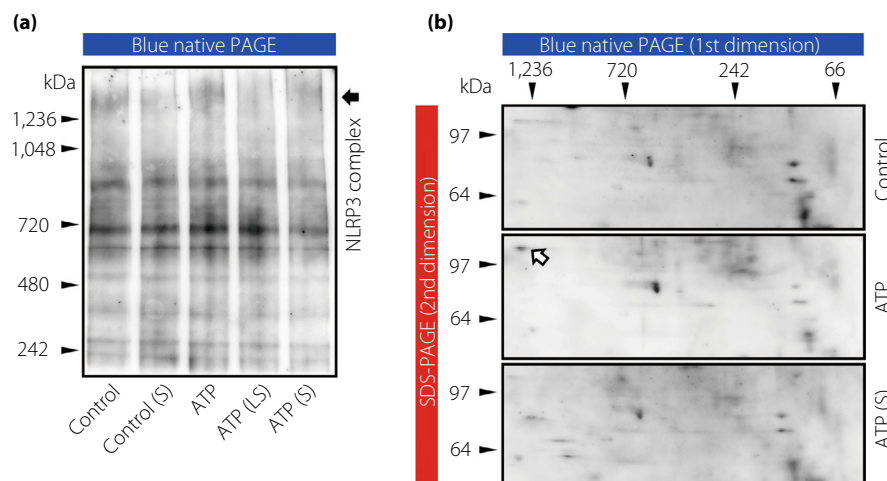 (a)
Blue native PAGE
kDa
1,236
1,048
720
480
242
NLRP3 complex
Control
Control (S)
ATP
ATP (LS)
ATP (S)
(b)
Blue native PAGE (1st dimension)
kDa
1,236
720
242
66
SDS-PAGE (2nd dimension)
97
64
Control
97
64
ATP
97
64
ATP (S)